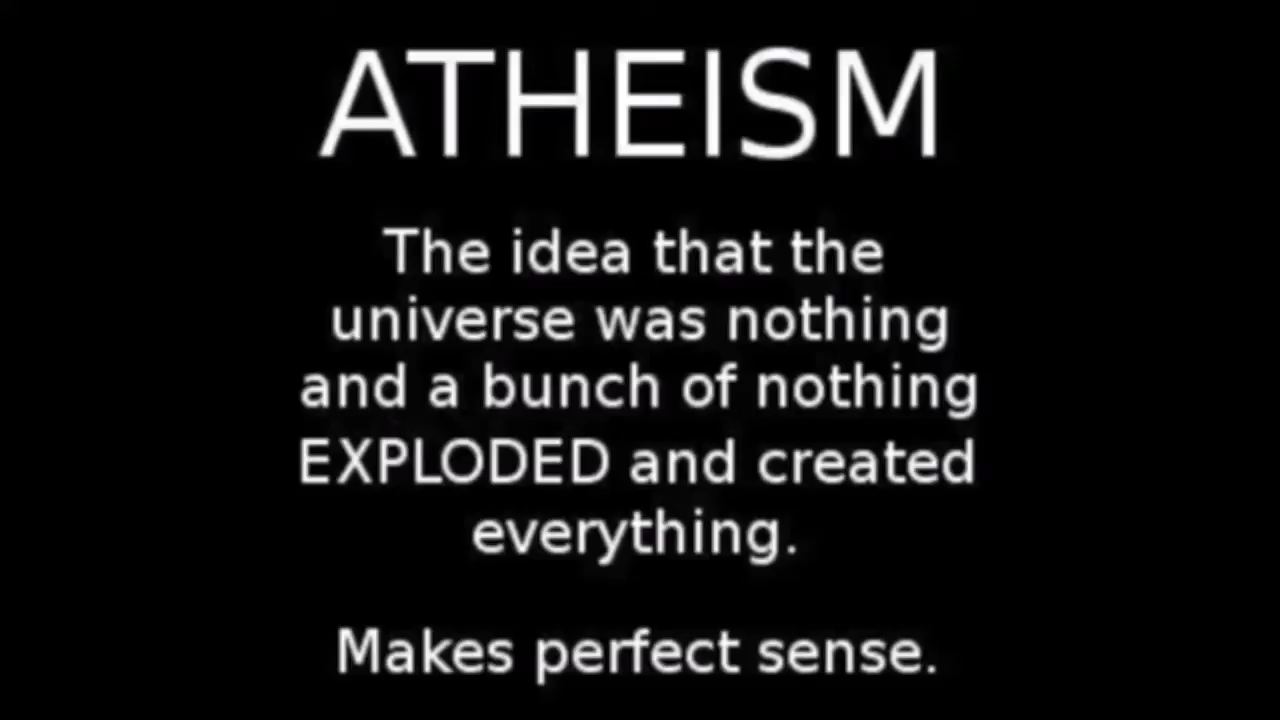 ATHEISM
The idea that the
universe was nothing
and a bunch of nothing
EXPLODED and created
everything.
Makes perfect sense.